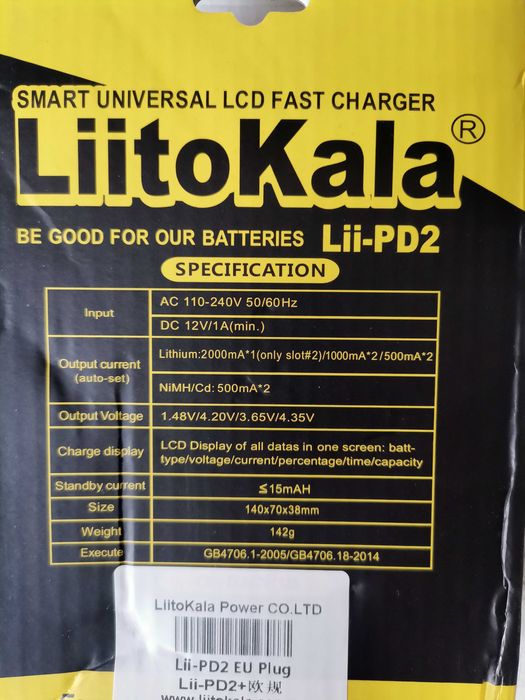 SMART UNIVERSAL LCD FAST CHARGER
LiitoKala®
BE GOOD FOR OUR BATTERIES Lii-PD2
SPECIFICATION
Input
AC 110-240V 50/60Hz
DC 12V/1A(min.)
Output current
(auto-set)
Lithium:2000mA*1(only slot#2)/1000mA*2/500mA*2
NiMH/Cd: 500mA*2
Output Voltage
1.48V/4.20V/3.65V/4.35V
Charge display
LCD Display of all datas in one screen: batt-
type/voltage/current/percentage/time/capacity
Standby current
≦15mAH
Size
140x70x38mm
Weight
142g
Execute
GB4706.1-2005/GB4706.18-2014
LiitoKala Power CO.LTD
Lii-PD2 EU Plug
Lii-PD2+欧规